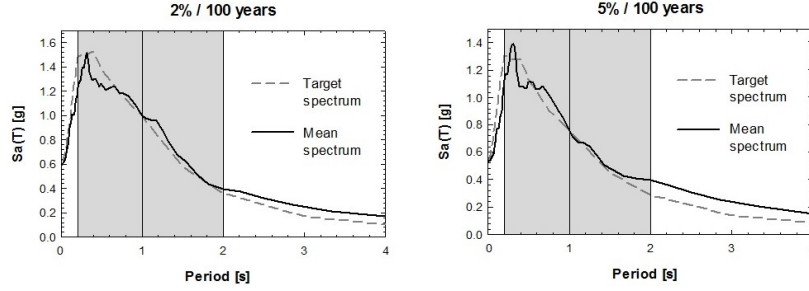 2% / 100 years
1.6
1.4
1.2
1.0
0.8
0.6
0.4
0.2
0.0
Sa(T) [g]
Target
spectrum
Mean
spectrum
0
1
2
3
4
Period [s]
5% / 100 years
1.4
1.2
1.0
0.8
0.6
0.4
0.2
0.0
Sa(T) [g]
Target
spectrum
Mean
spectrum
0
1
2
3
Period [s]